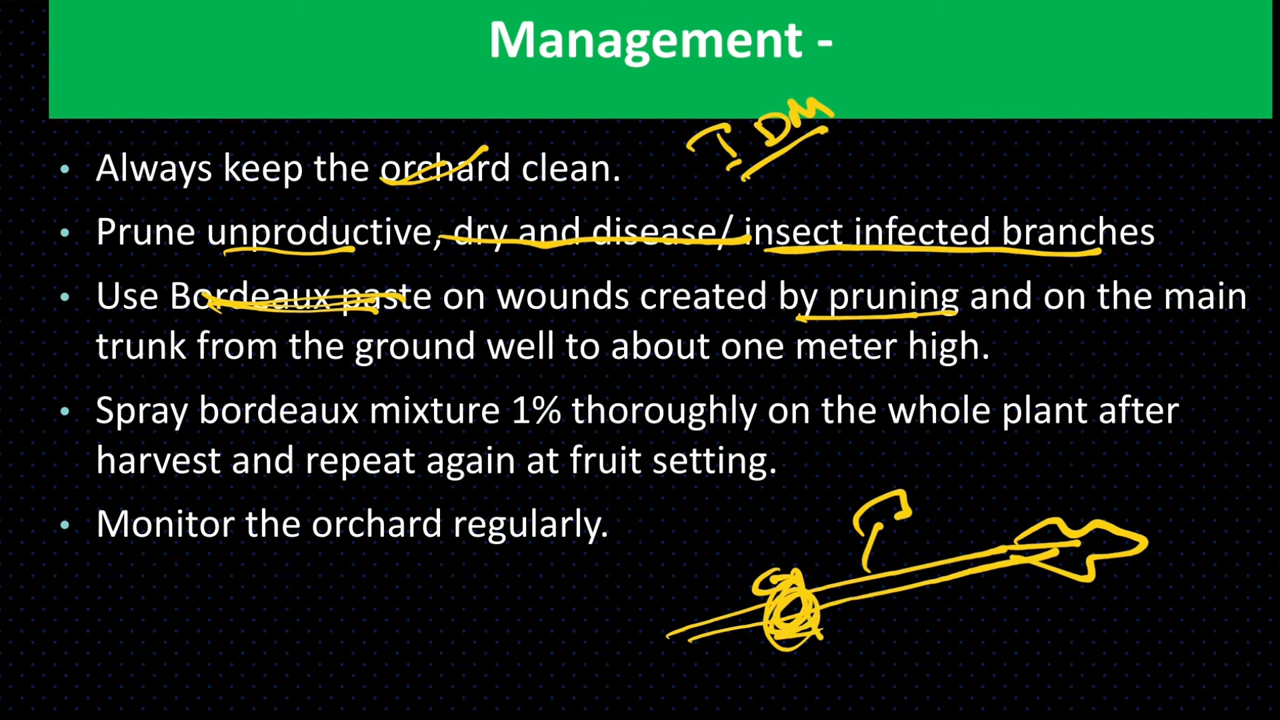 Management -
IDM
• Always keep the orchard clean.
• Prune unproductive, dry and disease/ insect infected branches
• Use Bordeaux paste on wounds created by pruning and on the main
trunk from the ground well to about one meter high.
• Spray bordeaux mixture 1% thoroughly on the whole plant after
harvest and repeat again at fruit setting.
• Monitor the orchard regularly.